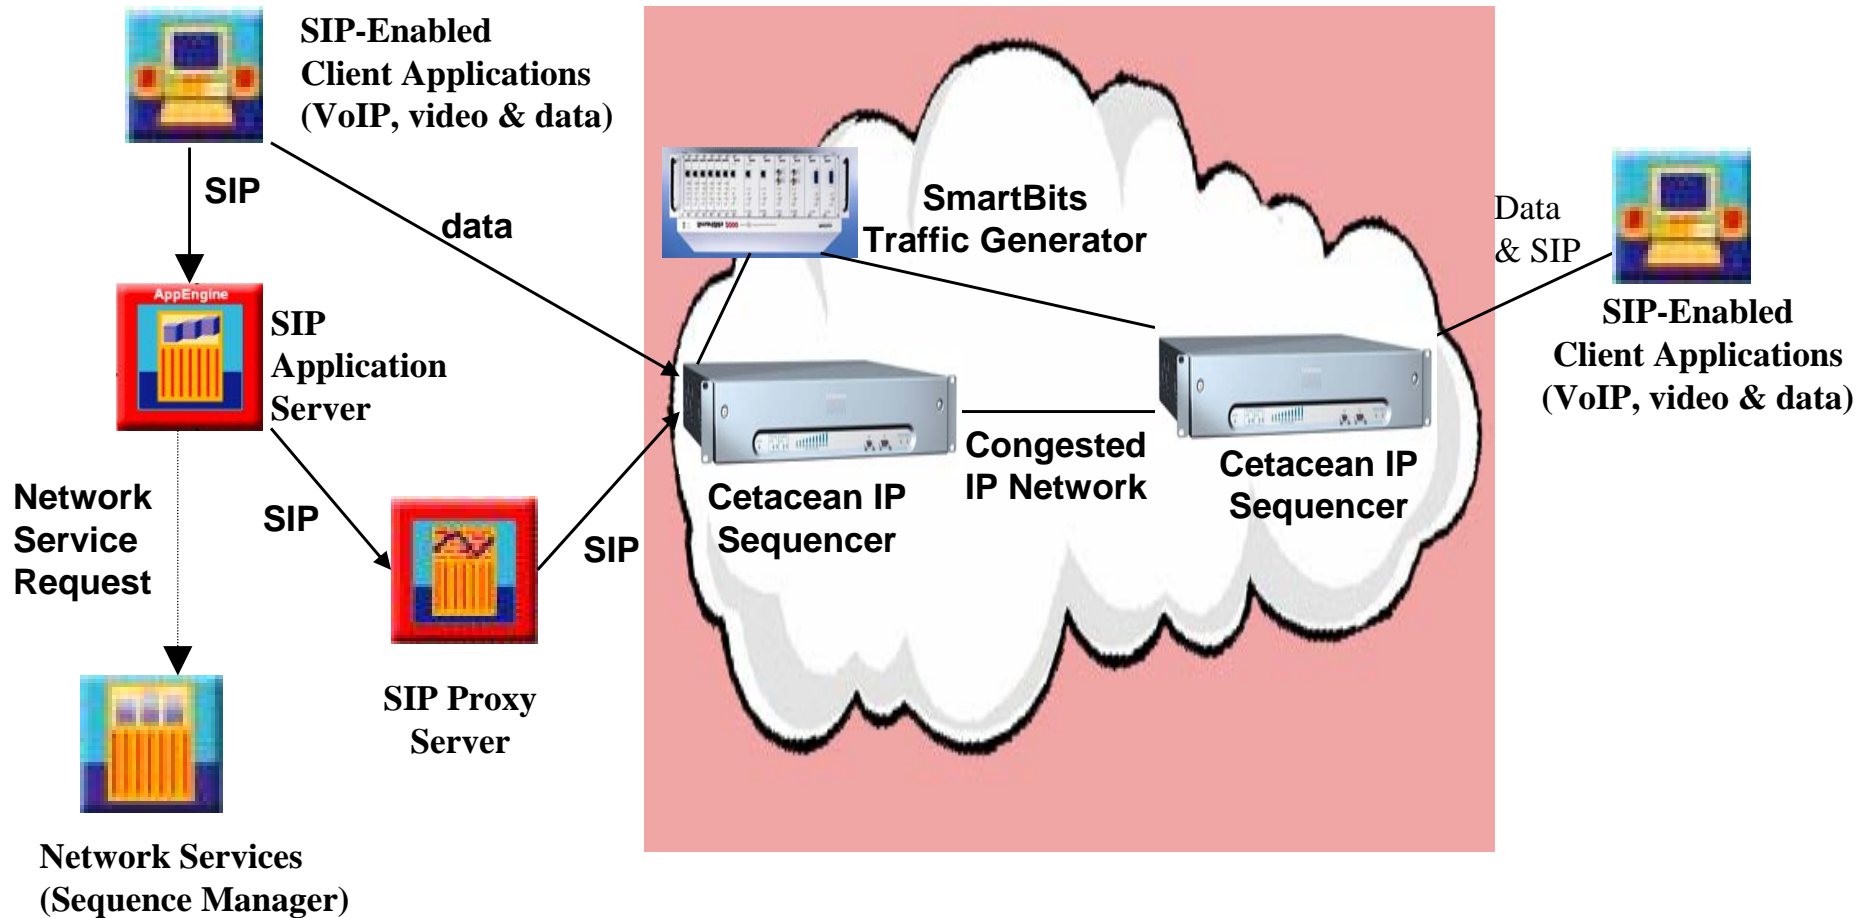 SIP-Enabled
Client Applications
(VoIP, video & data)
SIP
data
AppEngine
SIP
Application
Server
Network
Service
Request
SIP
SIP
SIP Proxy
Server
Network Services
(Sequence Manager)
SmartBits
Traffic Generator
Cetacean IP
Sequencer
Congested
IP Network
Cetacean IP
Sequencer
Data
& SIP
SIP-Enabled
Client Applications
(VoIP, video & data)